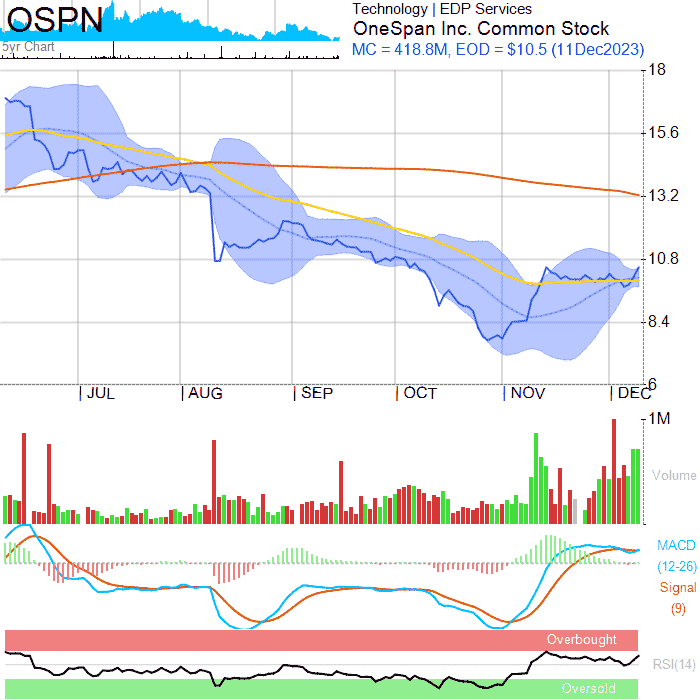 OSPN
5yr Chart
Technology | EDP Services
OneSpan Inc. Common Stock
MC = 418.8M, EOD = $10.5 (11Dec2023)
18
15.6
13.2
10.8
8.4
6
| JUL | AUG | SEP | OCT | NOV | DEC
1M
Volume
MACD
(12-26)
Signal
(9)
Overbought
RSI(14)
Oversold